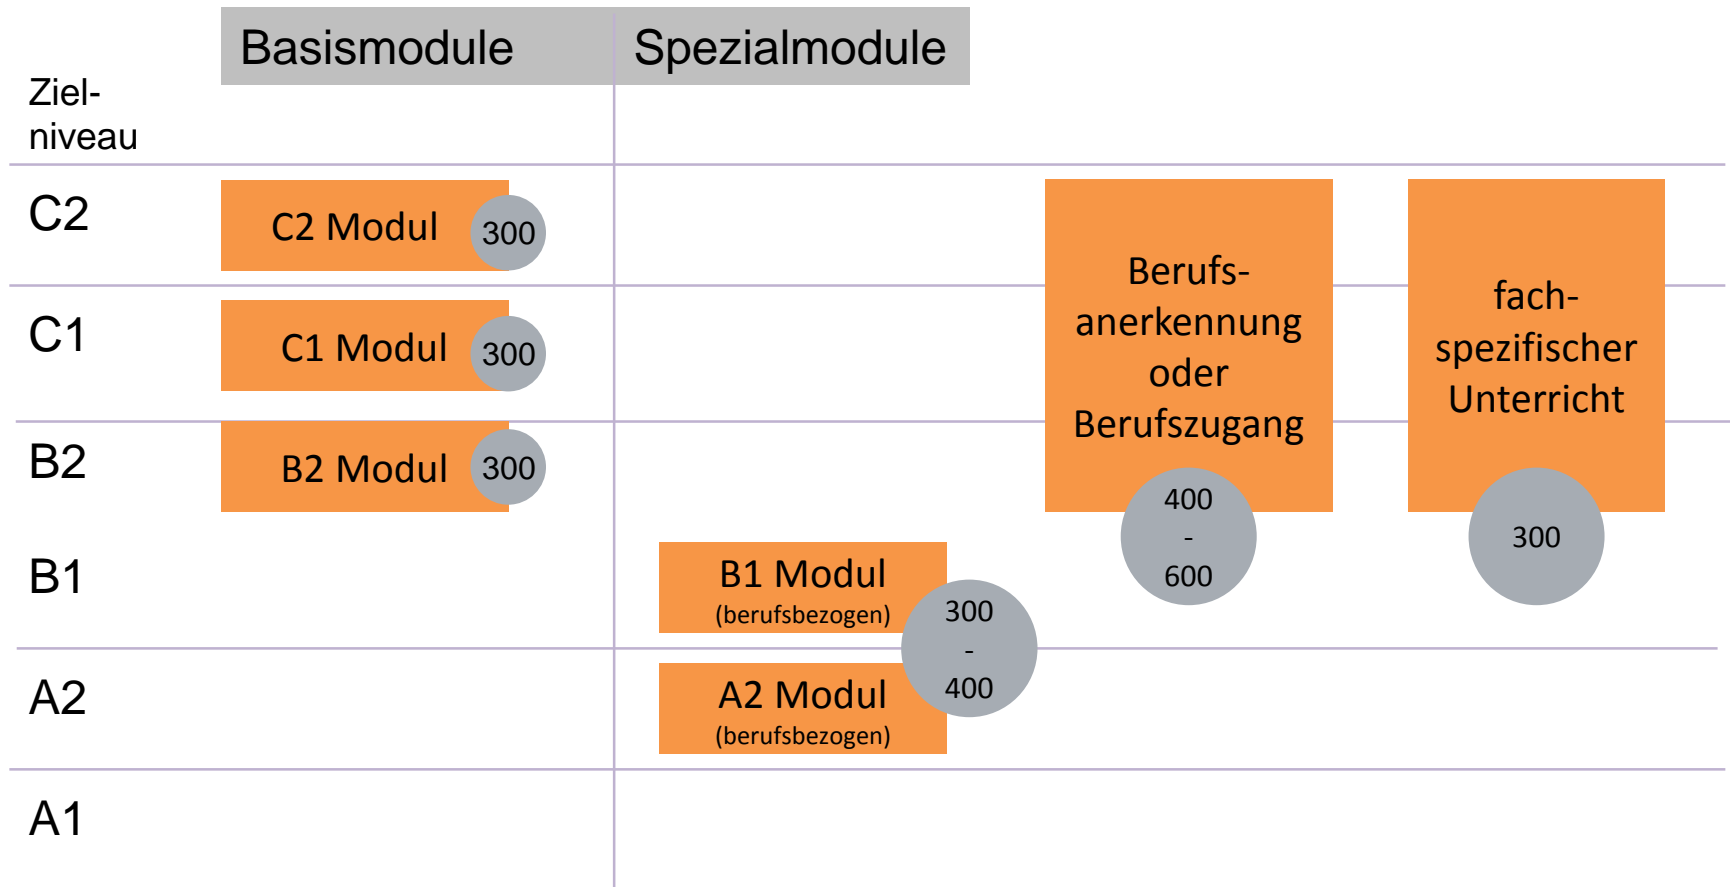 Basismodule
Spezialmodule
Ziel-
niveau
C2
C2 Modul
300
C1
C1 Modul
300
B2
B2 Modul
300
Berufs-
anerkennung
oder
Berufszugang
400
-
600
fach-
spezifischer
Unterricht
300
B1
B1 Modul
(berufsbezogen)
300
-
400
A2
A2 Modul
(berufsbezogen)
A1